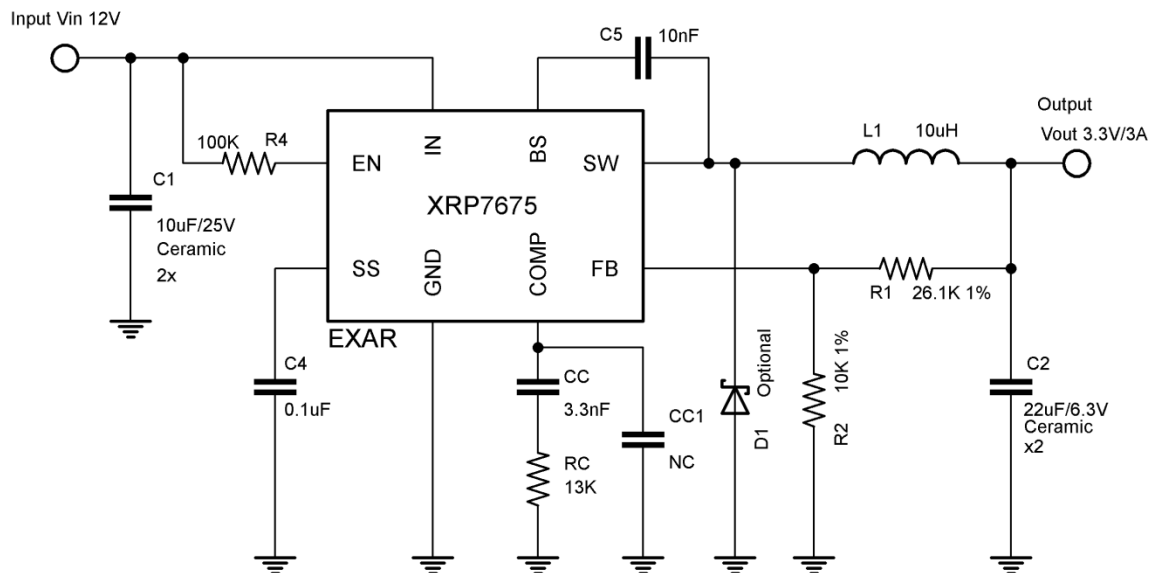 Input Vin 12V
C5
10nF
Output
Vout 3.3V/3A
L1
10uH
100K
R4
IN
BS
EN
SW
C1
10uF/25V
Ceramic
2x
XRP7675
SS
GND
COMP
FB
R1
26.1K 1%
EXAR
C4
0.1uF
CC
3.3nF
CC1
NC
RC
13K
D1
Optional
R2
10K 1%
C2
22uF/6.3V
Ceramic
x2